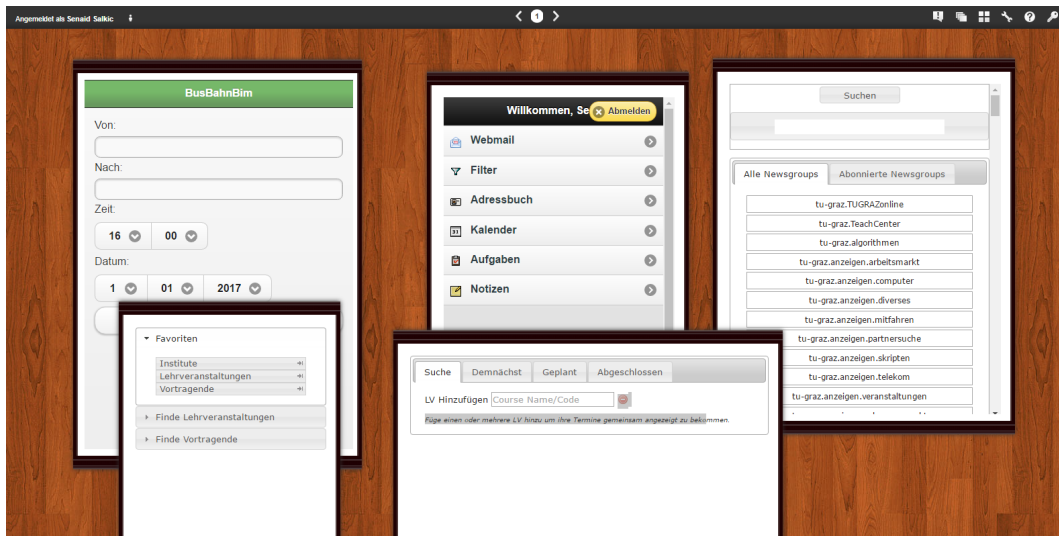 Angemeldet als Senaid Salkic
1
BusBahnBim
Von:
Nach:
Zeit:
16 00
Datum:
1 01 2017
Favoriten
Institute
Lehrveranstaltungen
Vortragende
Finde Lehrveranstaltungen
Finde Vortragende
Willkommen, Se
Abmelden
Webmail
Filter
Adressbuch
31 Kalender
Aufgaben
Notizen
Suche Demnächst Geplant Abgeschlossen
LV Hinzufügen Course Name/Code
Füge einen oder mehrere LV hinzu um ihre Termine gemeinsam angezeigt zu bekommen.
Suchen
Alle Newsgroups Abonnierte Newsgroups
tu-graz.TUGRAZonline
tu-graz.TeachCenter
tu-graz.algorithmen
tu-graz.anzeigen.arbeitsmarkt
tu-graz.anzeigen.computer
tu-graz.anzeigen.diverses
tu-graz.anzeigen.mitfahren
tu-graz.anzeigen.partnersuche
tu-graz.anzeigen.skripten
tu-graz.anzeigen.telekom
tu-graz.anzeigen.veranstaltungen